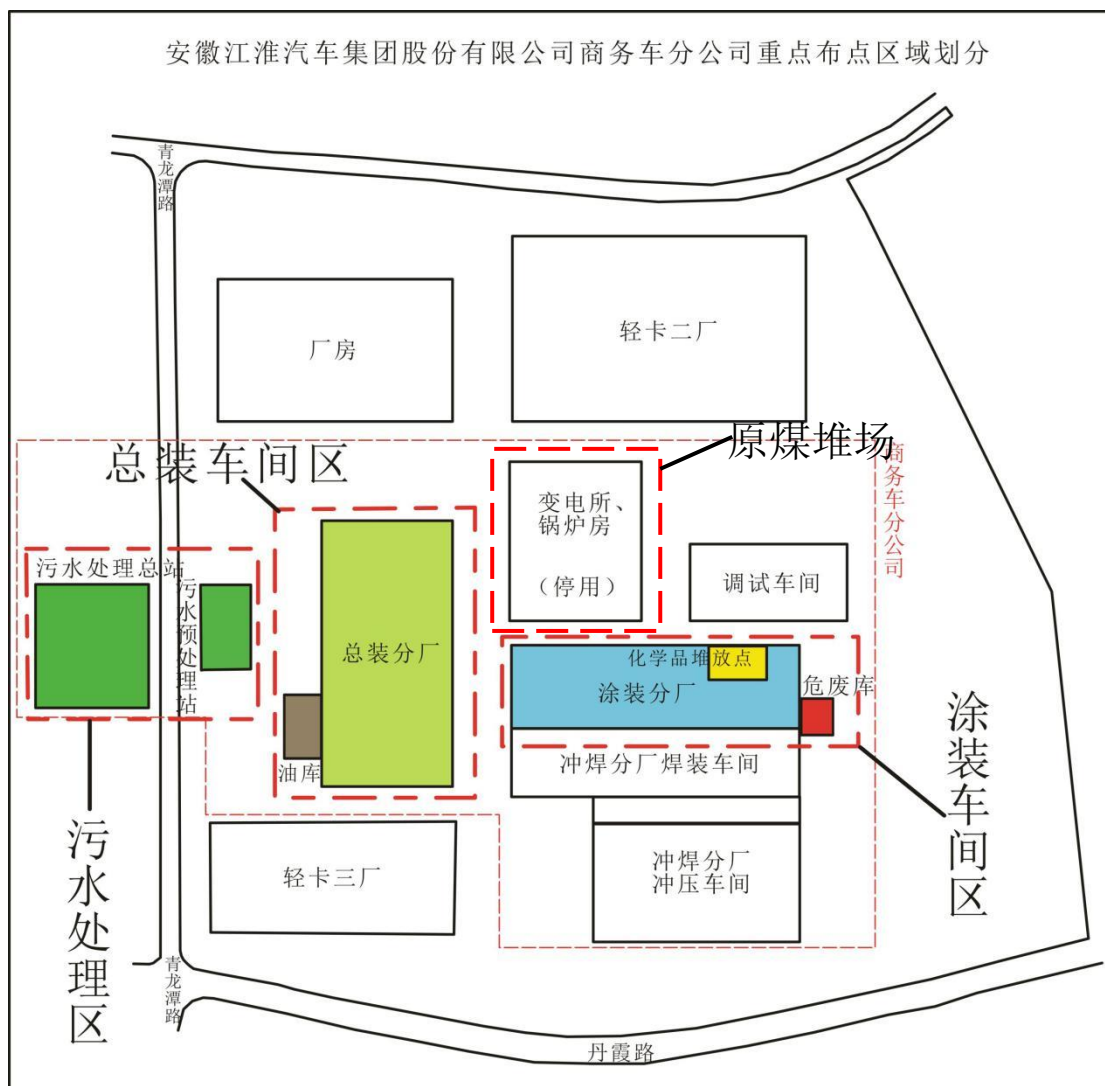 安徽江淮汽车集团股份有限公司商务车分公司重点布点区域划分
青龙潭路
厂房
轻卡二厂
原煤堆场
总装车间区
商务车分公司
变电所、
锅炉房
（停用）
调试车间
污水处理总站
污水预处理站
总装分厂
化学品堆放点
涂装分厂
危废库
油库
冲焊分厂焊装车间
涂装车间区
污水处理区
轻卡三厂
冲焊分厂
冲压车间
青龙潭路
丹霞路